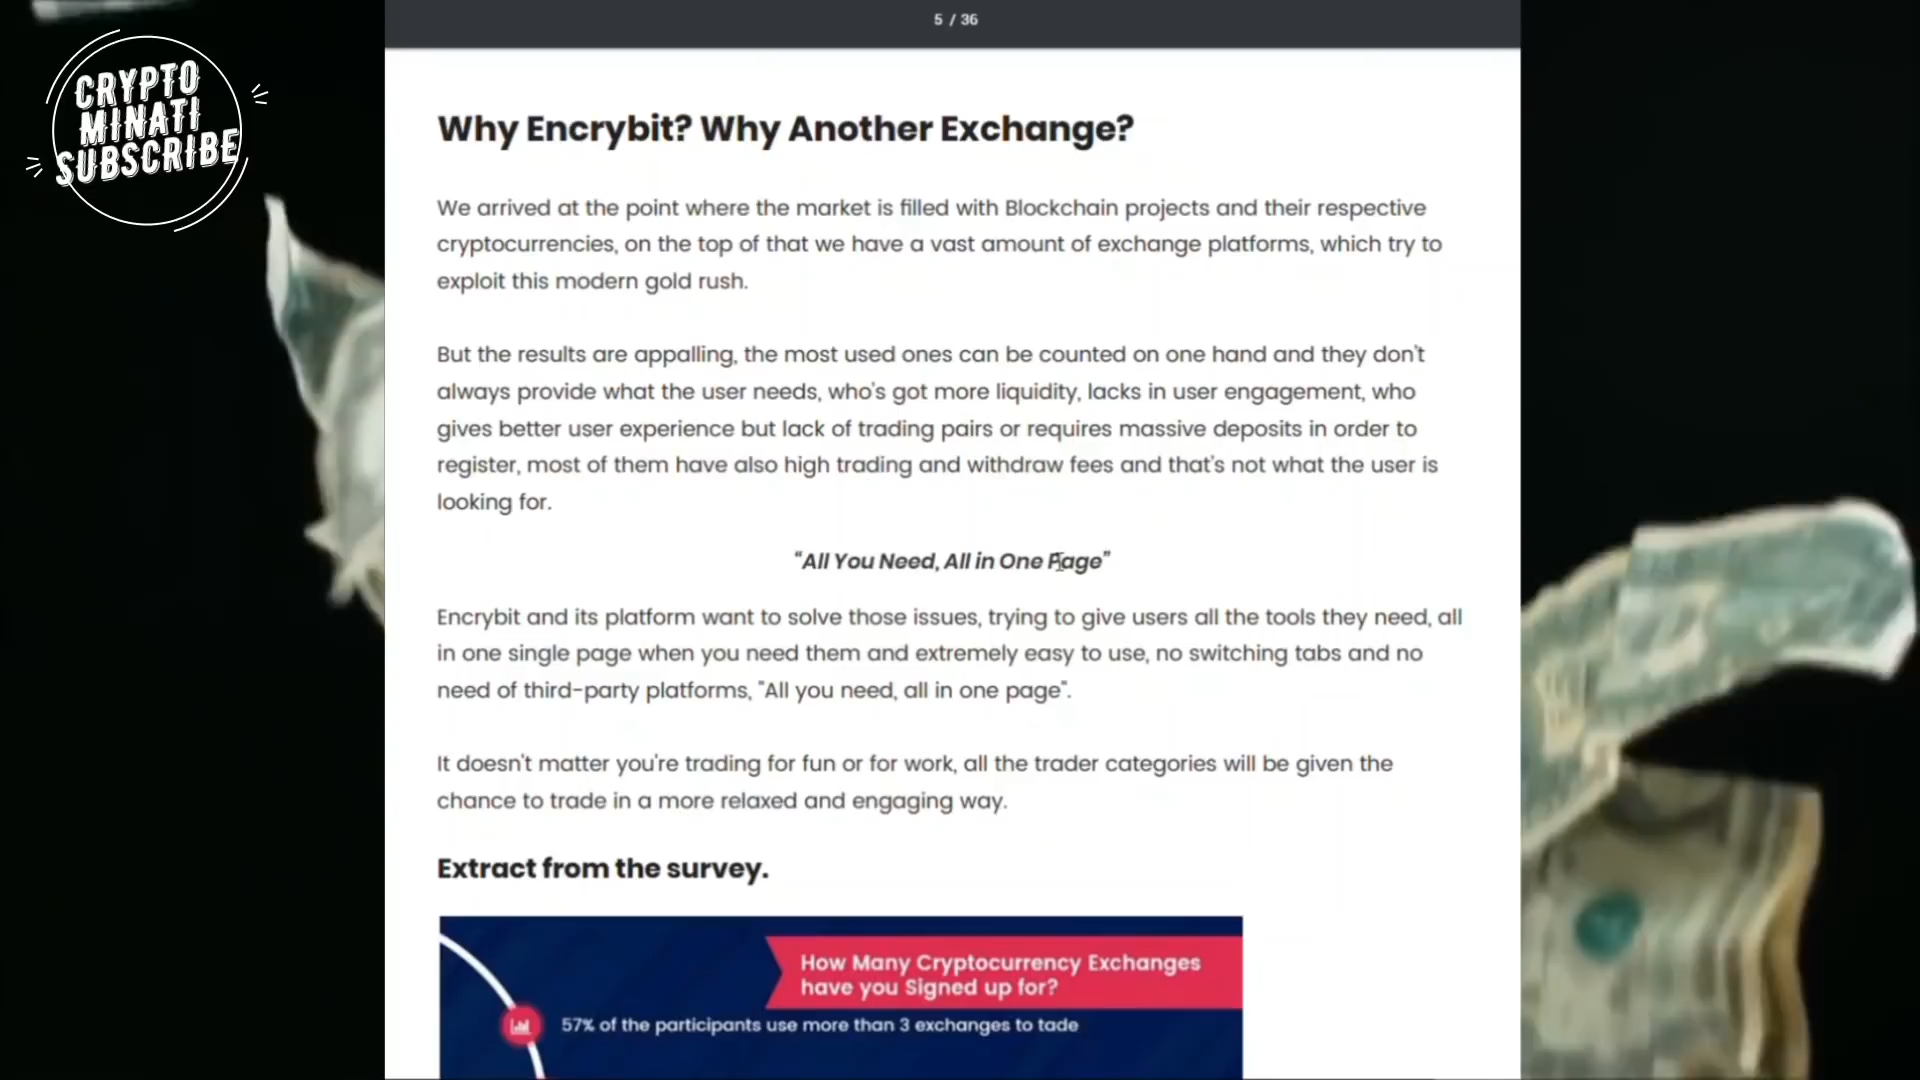 CRYPTO
MINATI
SUBSCRIBE
5 / 36
Why Encrybit? Why Another Exchange?
We arrived at the point where the market is filled with Blockchain projects and their respective
cryptocurrencies, on the top of that we have a vast amount of exchange platforms, which try to
exploit this modern gold rush.
But the results are appalling, the most used ones can be counted on one hand and they don't
always provide what the user needs, who's got more liquidity, lacks in user engagement, who
gives better user experience but lack of trading pairs or requires massive deposits in order to
register, most of them have also high trading and withdraw fees and that's not what the user is
looking for.
“All You Need, All in One Page”
Encrybit and its platform want to solve those issues, trying to give users all the tools they need, all
in one single page when you need them and extremely easy to use, no switching tabs and no
need of third-party platforms, "All you need, all in one page".
It doesn't matter you're trading for fun or for work, all the trader categories will be given the
chance to trade in a more relaxed and engaging way.
Extract from the survey.
How Many Cryptocurrency Exchanges
have you Signed up for?
57% of the participants use more than 3 exchanges to tade